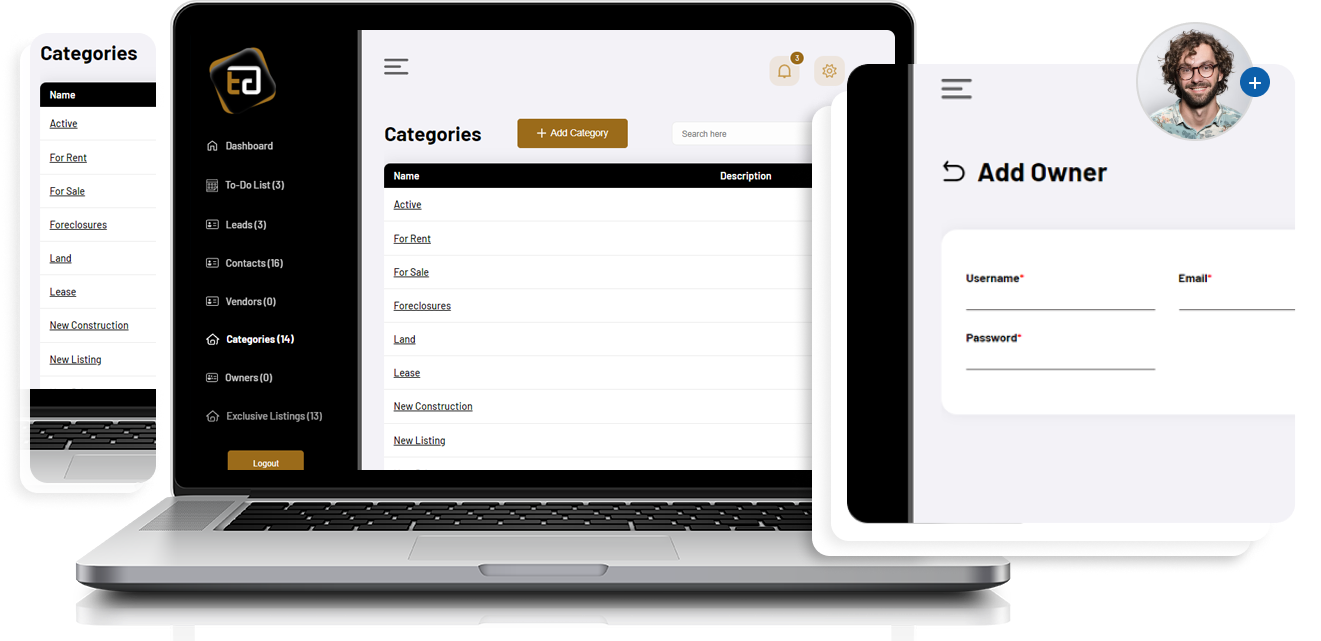 Categories
Name
Active
For Rent
For Sale
Foreclosures
Land
Lease
New Construction
New Listing
ta
Dashboard
To-Do List (3)
Leads (3)
Contacts (16)
Vendors (0)
Categories (14)
Owners (0)
Exclusive Listings (13)
Logout
3
Categories
+ Add Category
Search here
Name Description
Active
For Rent
For Sale
Foreclosures
Land
Lease
New Construction
New Listing
+
Add Owner
Username* Email*
Password*